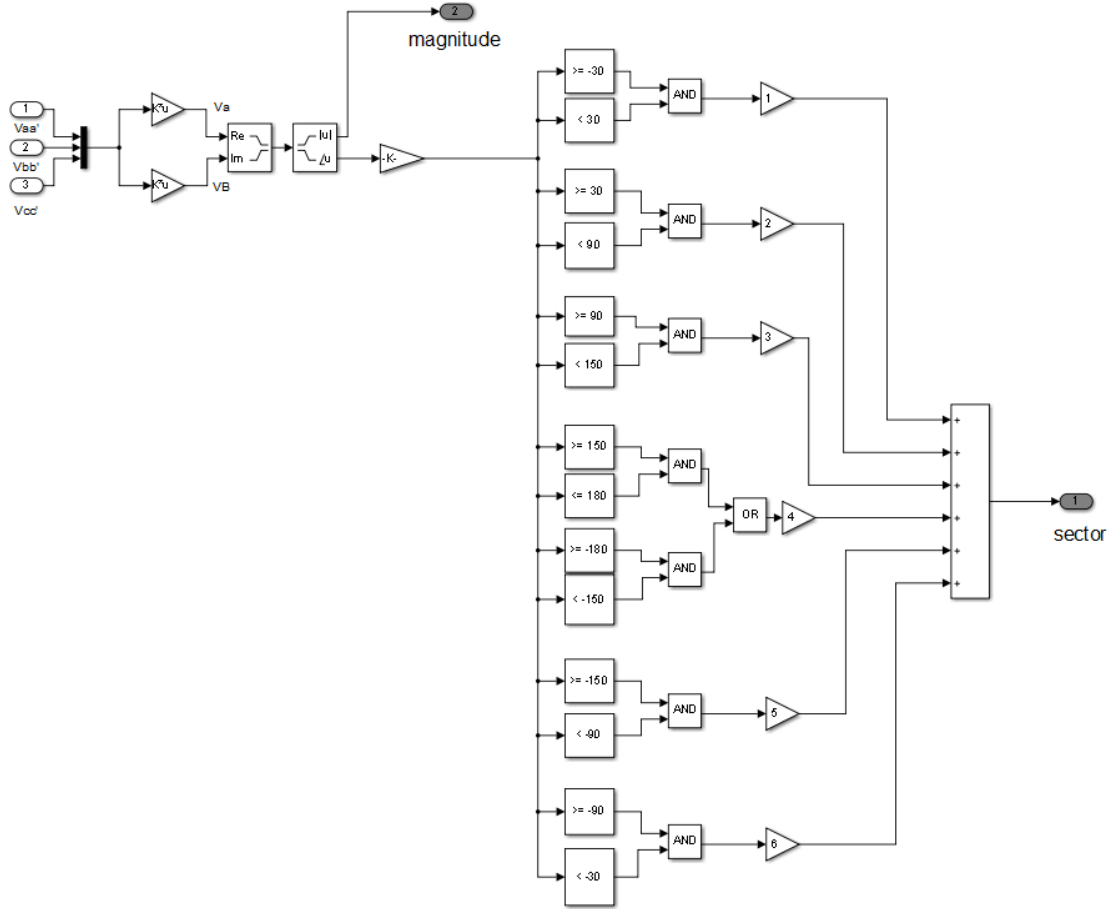 2
magnitude
>= -30
AND
1
< 30
1
Vaa'
2
Vbb'
3
Vcc'
K*u
Va
K*u
VB
Re
Im
|u|
∠u
-K-
>= 30
AND
2
< 90
>= 90
AND
3
< 150
>= 150
AND
<= 180
OR
4
>= -180
AND
< -150
>= -150
AND
5
< -90
>= -90
AND
6
< -30
+
+
+
+
+
+
1
sector